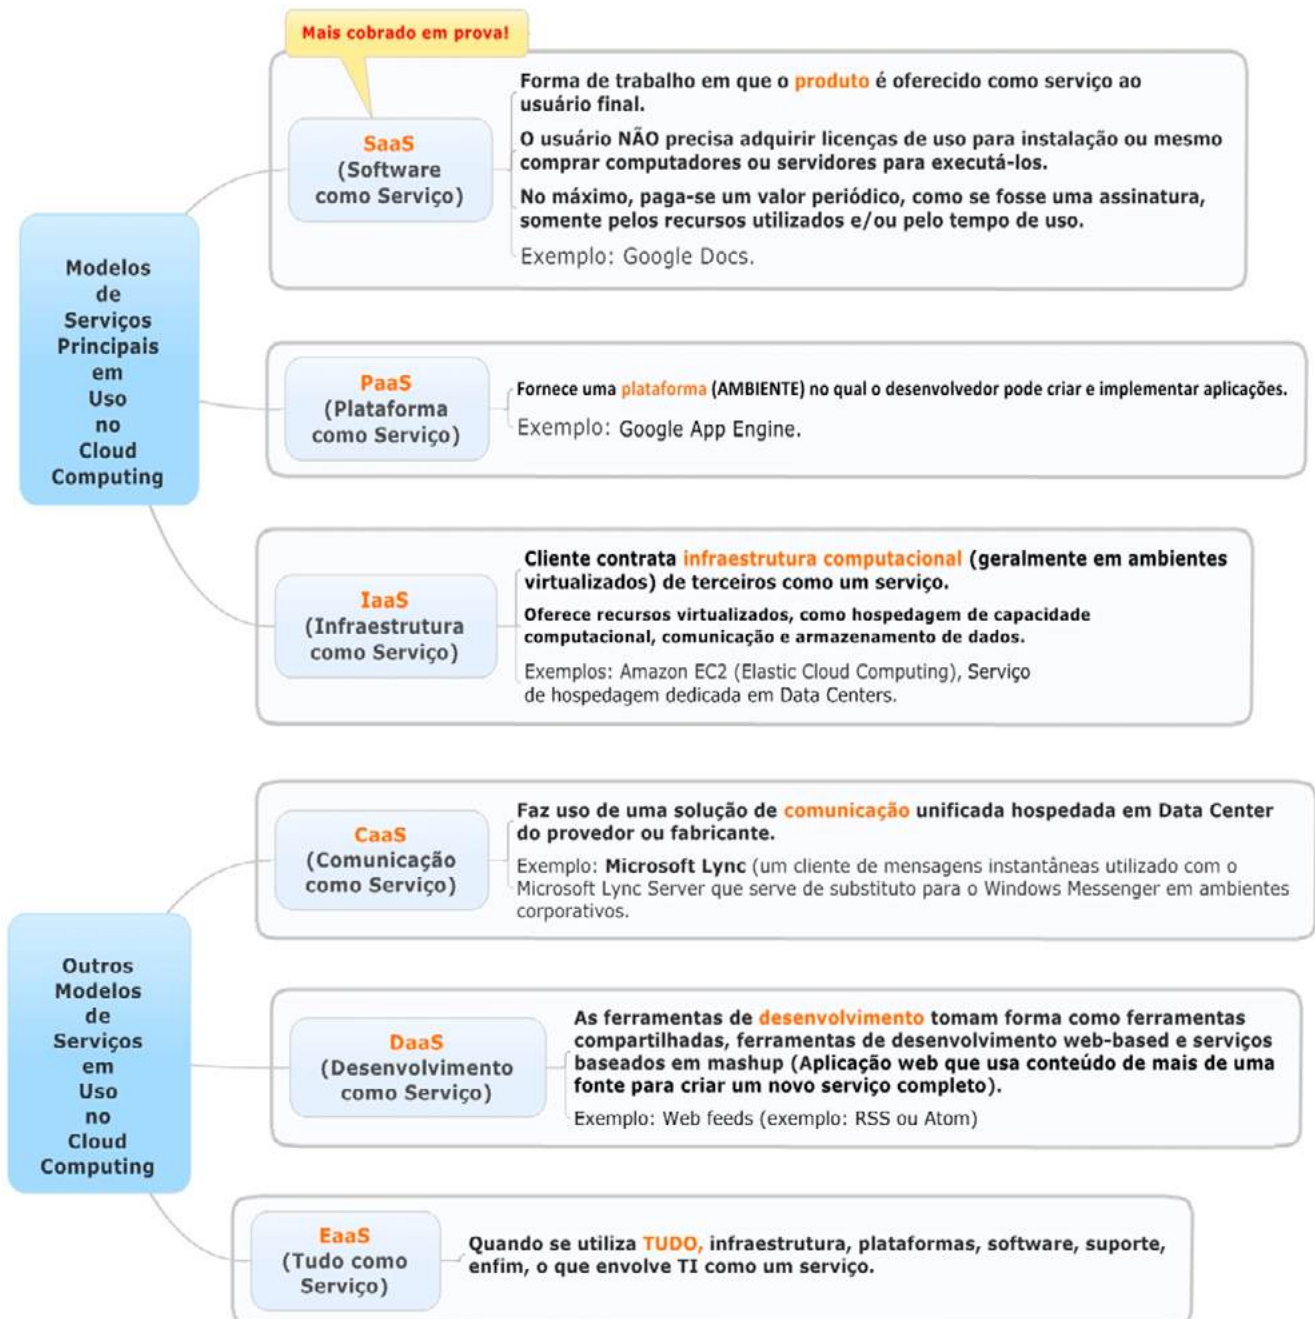 Mais cobrado em prova!
Modelos
de
Serviços
Principais
em
Uso
no
Cloud
Computing
SaaS
(Software
como Serviço)
Forma de trabalho em que o produto é oferecido como serviço ao
usuário final.
O usuário NÃO precisa adquirir licenças de uso para instalação ou mesmo
comprar computadores ou servidores para executá-los.
No máximo, paga-se um valor periódico, como se fosse uma assinatura,
somente pelos recursos utilizados e/ou pelo tempo de uso.
Exemplo: Google Docs.
PaaS
(Plataforma
como Serviço)
Fornece uma plataforma (AMBIENTE) no qual o desenvolvedor pode criar e implementar aplicações.
Exemplo: Google App Engine.
IaaS
(Infraestrutura
como Serviço)
Cliente contrata infraestrutura computacional (geralmente em ambientes
virtualizados) de terceiros como um serviço.
Oferece recursos virtualizados, como hospedagem de capacidade
computacional, comunicação e armazenamento de dados.
Exemplos: Amazon EC2 (Elastic Cloud Computing), Serviço
de hospedagem dedicada em Data Centers.
Outros
Modelos
de
Serviços
em
Uso
no
Cloud
Computing
CaaS
(Comunicação
como Serviço)
Faz uso de uma solução de comunicação unificada hospedada em Data Center
do provedor ou fabricante.
Exemplo: Microsoft Lync (um cliente de mensagens instantâneas utilizado com o
Microsoft Lync Server que serve de substituto para o Windows Messenger em ambientes
corporativos.
DaaS
(Desenvolvimento
como Serviço)
As ferramentas de desenvolvimento tomam forma como ferramentas
compartilhadas, ferramentas de desenvolvimento web-based e serviços
baseados em mashup (Aplicação web que usa conteúdo de mais de uma
fonte para criar um novo serviço completo).
Exemplo: Web feeds (exemplo: RSS ou Atom)
EaaS
(Tudo como
Serviço)
Quando se utiliza TUDO, infraestrutura, plataformas, software, suporte,
enfim, o que envolve TI como um serviço.